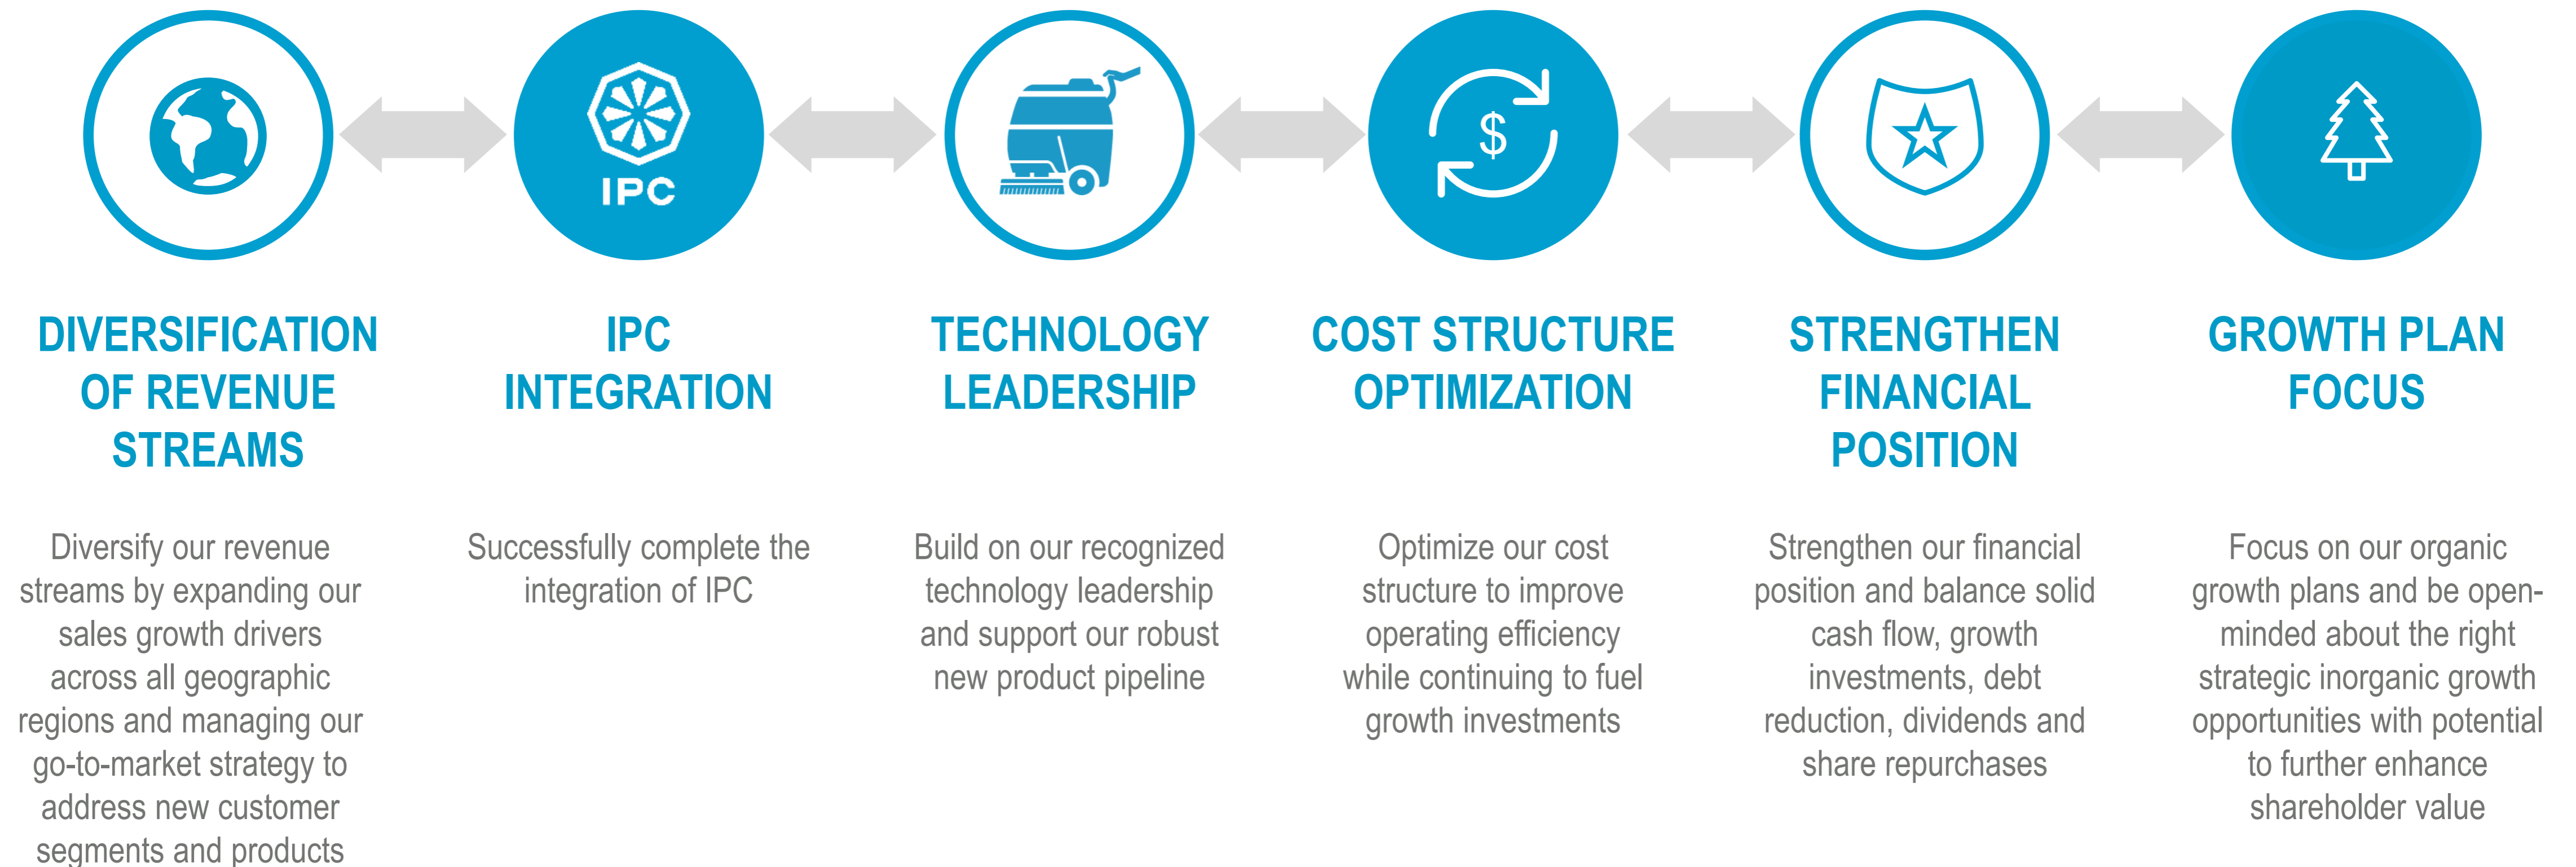 $
IPC
DIVERSIFICATION
OF REVENUE
STREAMS
Diversify our revenue
streams by expanding our
sales growth drivers
across all geographic
regions and managing our
go-to-market strategy to
address new customer
segments and products
IPC
INTEGRATION
Successfully complete the
integration of IPC
TECHNOLOGY
LEADERSHIP
Build on our recognized
technology leadership
and support our robust
new product pipeline
COST STRUCTURE
OPTIMIZATION
Optimize our cost
structure to improve
operating efficiency
while continuing to fuel
growth investments
STRENGTHEN
FINANCIAL
POSITION
Strengthen our financial
position and balance solid
cash flow, growth
investments, debt
reduction, dividends and
share repurchases
GROWTH PLAN
FOCUS
Focus on our organic
growth plans and be open-
minded about the right
strategic inorganic growth
opportunities with potential
to further enhance
shareholder value